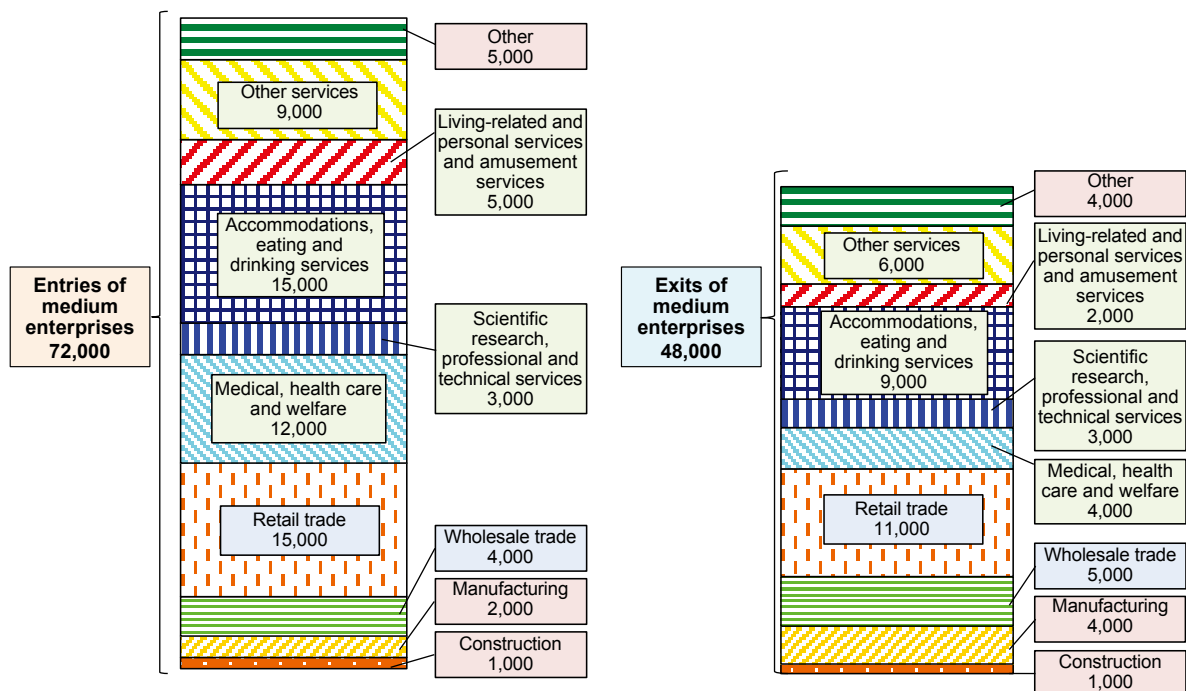 Entries of
medium
enterprises
72,000
Other
5,000
Other services
9,000
Living-related and
personal services
and amusement
services
5,000
Accommodations,
eating and
drinking services
15,000
Scientific
research,
professional and
technical services
3,000
Medical, health care
and welfare
12,000
Retail trade
15,000
Wholesale trade
4,000
Manufacturing
2,000
Construction
1,000
Exits of
medium
enterprises
48,000
Other
4,000
Other services
6,000
Living-related and
personal services
and amusement
services
2,000
Accommodations,
eating and
drinking services
9,000
Scientific
research,
professional and
technical services
3,000
Medical, health
care and welfare
4,000
Retail trade
11,000
Wholesale trade
5,000
Manufacturing
4,000
Construction
1,000